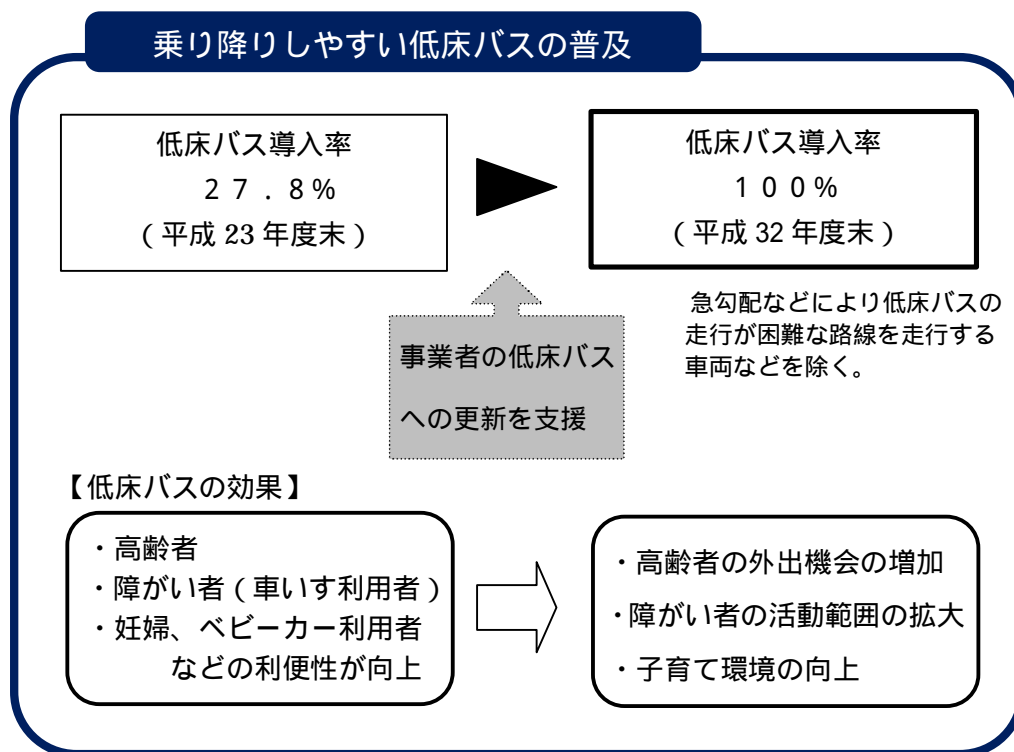 乗り降りしやすい低床バスの普及
低床バス導入率
２７．８％
（平成 23 年度末）
低床バス導入率
１００％
（平成 32 年度末）
急勾配などにより低床バスの
走行が困難な路線を走行する
車両などを除く。
事業者の低床バス
への更新を支援
【低床バスの効果】
・高齢者
・障がい者（車いす利用者）
・妊婦、ベビーカー利用者
などの利便性が向上
・高齢者の外出機会の増加
・障がい者の活動範囲の拡大
・子育て環境の向上